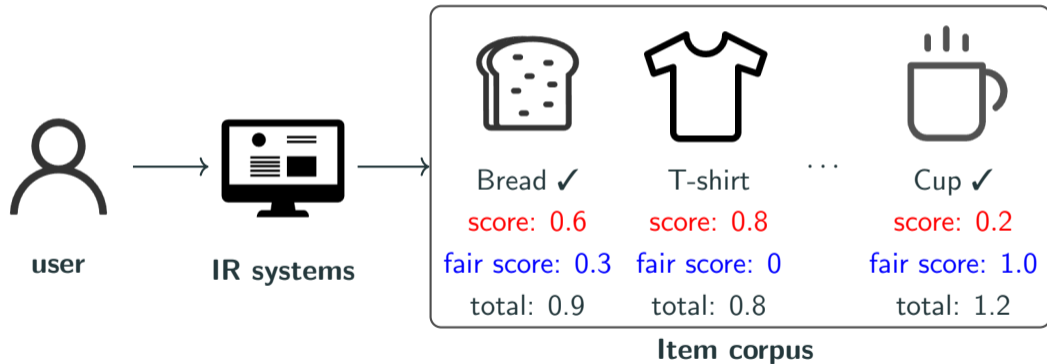 Bread ✓
score: 0.6
fair score: 0.3
total: 0.9
T-shirt
score: 0.8
fair score: 0
total: 0.8
...
Cup ✓
score: 0.2
fair score: 1.0
total: 1.2
user
IR systems
Item corpus